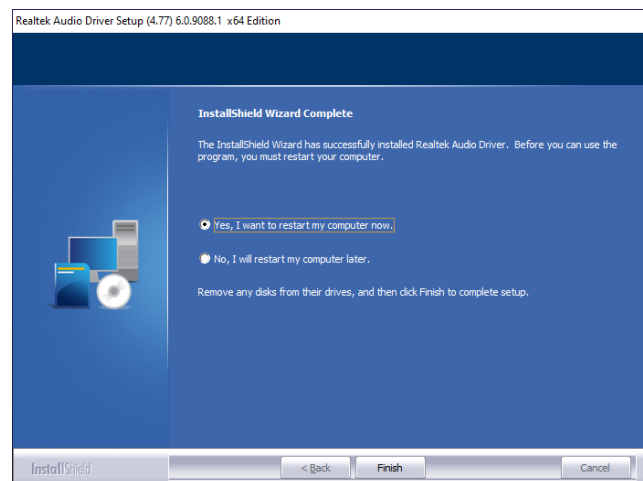 Realtek Audio Driver Setup (4.77) 6.0.9088.1 x64 Edition
InstallShield Wizard Complete
The InstallShield Wizard has successfully installed Realtek Audio Driver. Before you can use the
program, you must restart your computer.
Yes, I want to restart my computer now.
No, I will restart my computer later.
Remove any disks from their drives, and then click Finish to complete setup.
InstallShield
< Back
Finish
Cancel